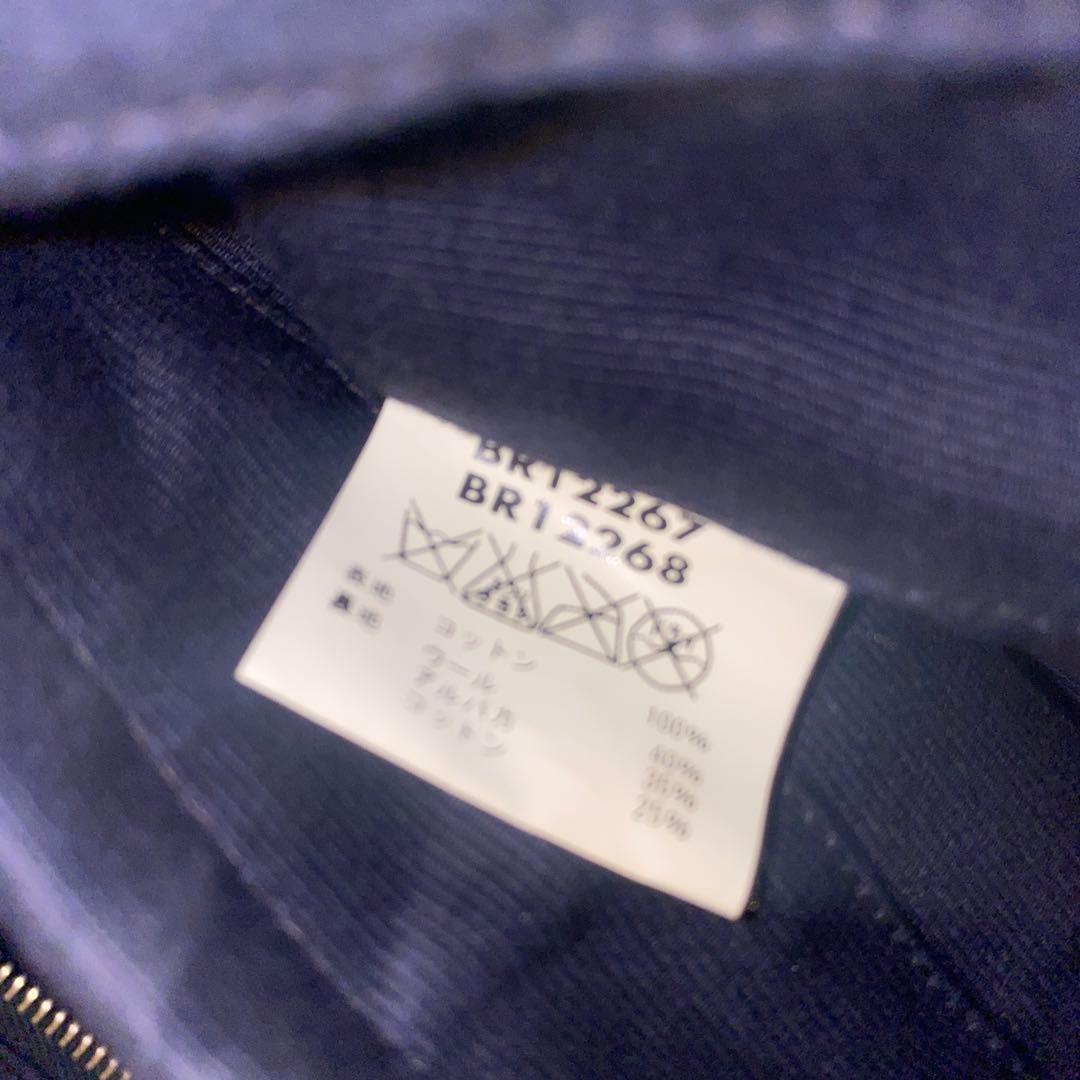 BR12267
BR12268
表地 コットン 100%
裏地 ウール 40%
アルパカ 35%
コットン 25%